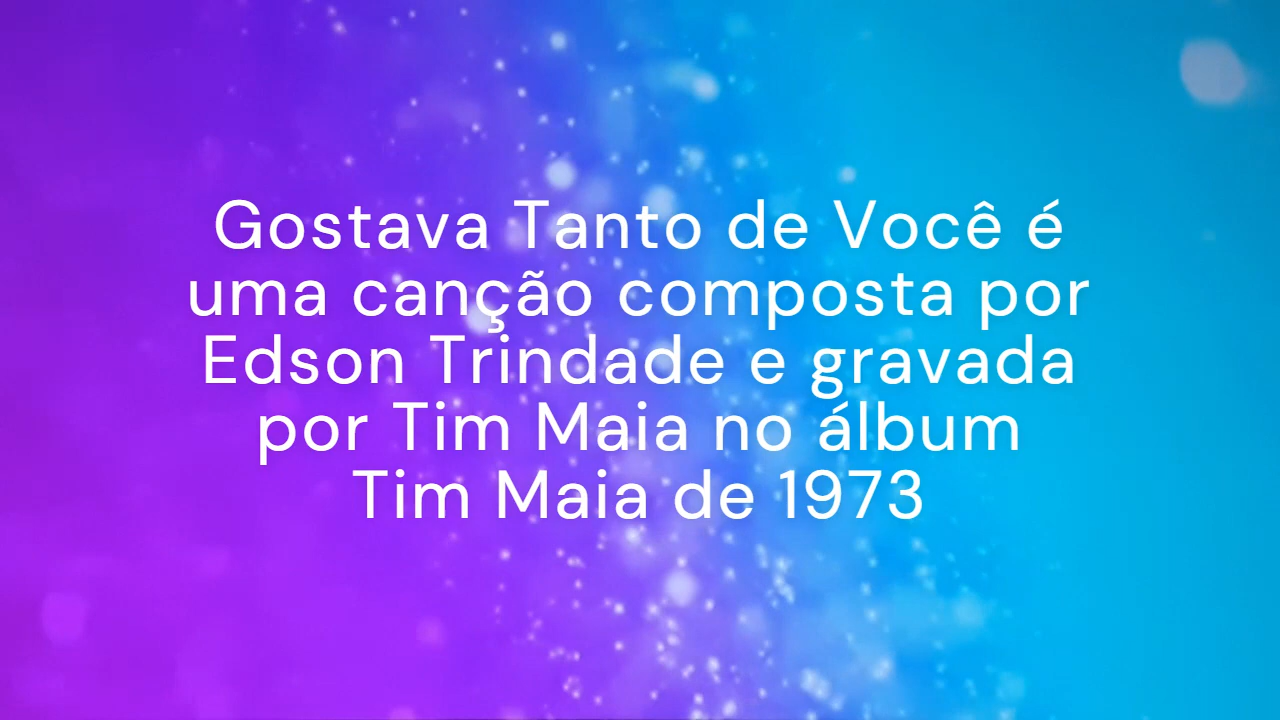 Gostava Tanto de Você é
uma canção composta por
Edson Trindade e gravada
por Tim Maia no álbum
Tim Maia de 1973